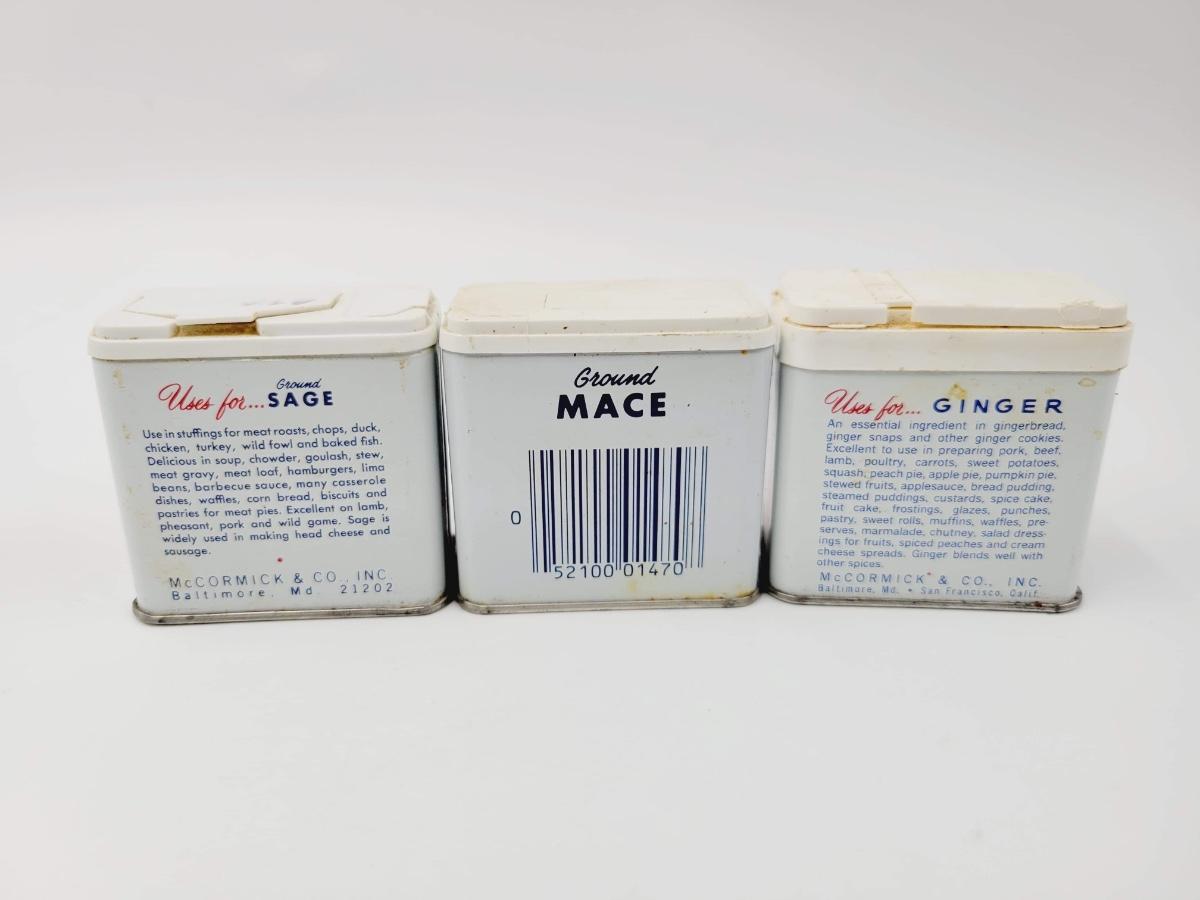 Ground
Uses for... SAGE
Use in stuffings for meat roasts, chops, duck,
chicken, turkey, wild fowl and baked fish.
Delicious in soup, chowder, goulash, stew,
meat gravy, meat loaf, hamburgers, lima
beans, barbecue sauce, many casserole
dishes, waffles, corn bread, biscuits and
pastries for meat pies. Excellent on lamb,
pheasant, pork and wild game. Sage is
widely used in making head cheese and
sausage.
McCORMICK & CO., INC.
Baltimore, Md. 21202
Ground
MACE
0
52100 01470
Uses for... GINGER
An essential ingredient in gingerbread,
ginger snaps and other ginger cookies.
Excellent to use in preparing pork, beef,
lamb, poultry, carrots, sweet potatoes,
squash, peach pie, apple pie, pumpkin pie,
stewed fruits, applesauce, bread pudding,
steamed puddings, custards, spice cake,
fruit cake, frostings, glazes, punches,
pastry, sweet rolls, muffins, waffles, pre-
serves, marmalade, chutney, salad dress-
ings for fruits, spiced peaches and cream
cheese spreads. Ginger blends well with
other spices.
McCORMICK & CO., INC.
Baltimore, Md. • San Francisco, Calif.